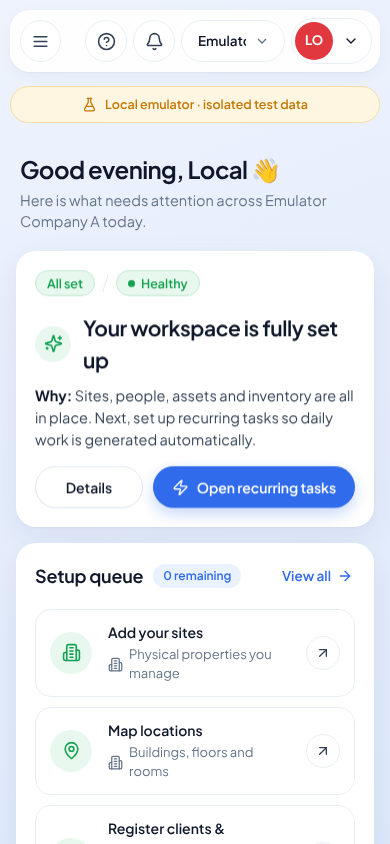 Emulato
LO
Local emulator · isolated test data
Good evening, Local 👋
Here is what needs attention across Emulator
Company A today.
All set / Healthy
Your workspace is fully set
up
Why: Sites, people, assets and inventory are all
in place. Next, set up recurring tasks so daily
work is generated automatically.
Details
Open recurring tasks
Setup queue
0 remaining
View all
Add your sites
Physical properties you
manage
Map locations
Buildings, floors and
rooms
Register clients &